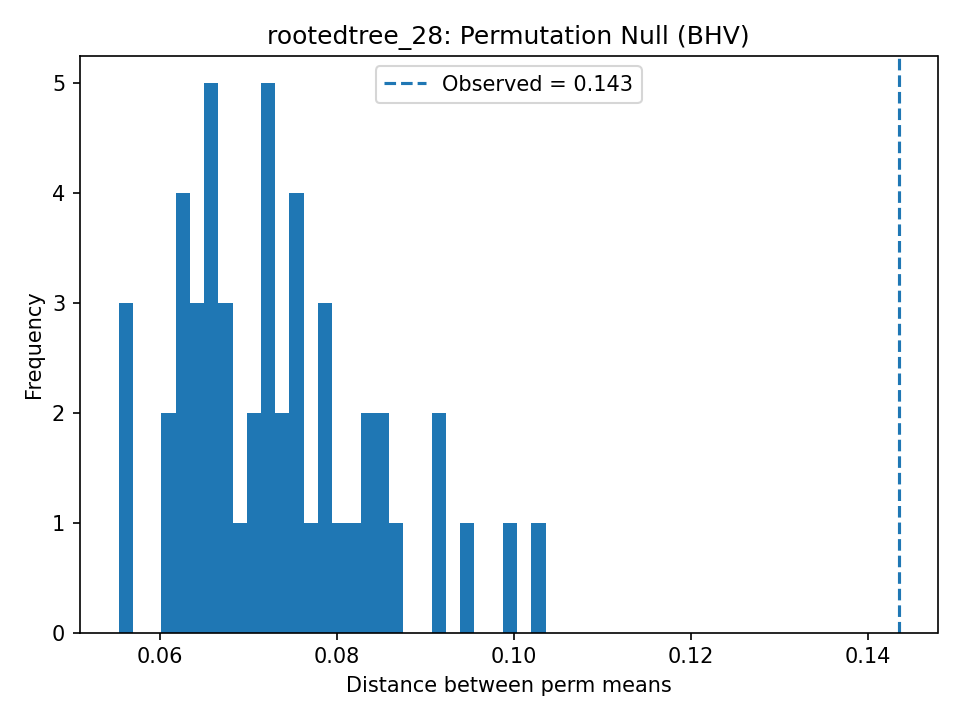 rootedtree_28: Permutation Null (BHV)
Observed = 0.143
5
4
3
2
1
0
Frequency
0.06 0.08 0.10 0.12 0.14
Distance between perm means